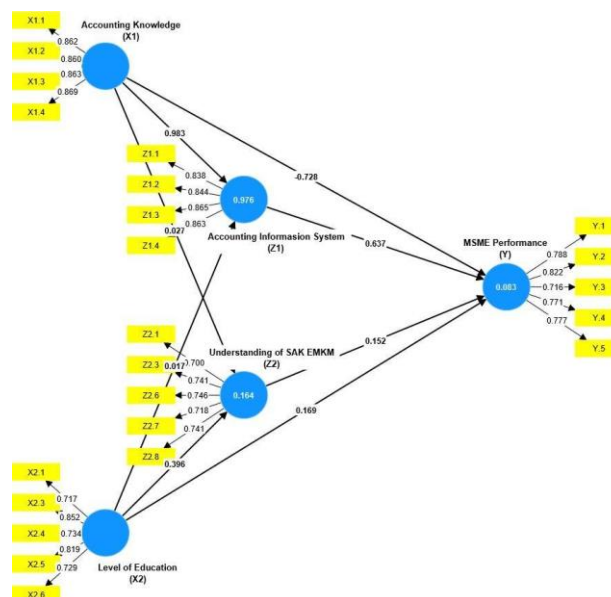 Accounting Knowledge
(X1)
X1.1
X1.2
X1.3
X1.4
0.862
0.860
0.863
0.869
0.983
-0.728
Z1.1
Z1.2
Z1.3
Z1.4
0.838
0.844
0.865
0.863
0.027
0.976
Accounting Informasion System
(Z1)
0.637
MSME Performance
(Y)
0.083
Y.1
Y.2
Y.3
Y.4
Y.5
0.788
0.822
0.716
0.771
0.777
Understanding of SAK EMKM
(Z2)
Z2.1
Z2.3
Z2.6
Z2.7
Z2.8
0.700
0.741
0.746
0.718
0.741
0.017
0.164
0.152
0.396
0.169
X2.1
X2.3
X2.4
X2.5
X2.6
0.717
0.852
0.734
0.819
0.729
Level of Education
(X2)